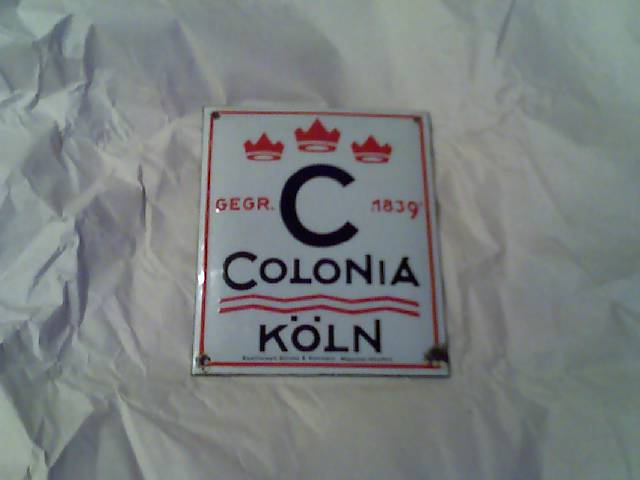 C
GEGR. 1839
COLONIA
KÖLN